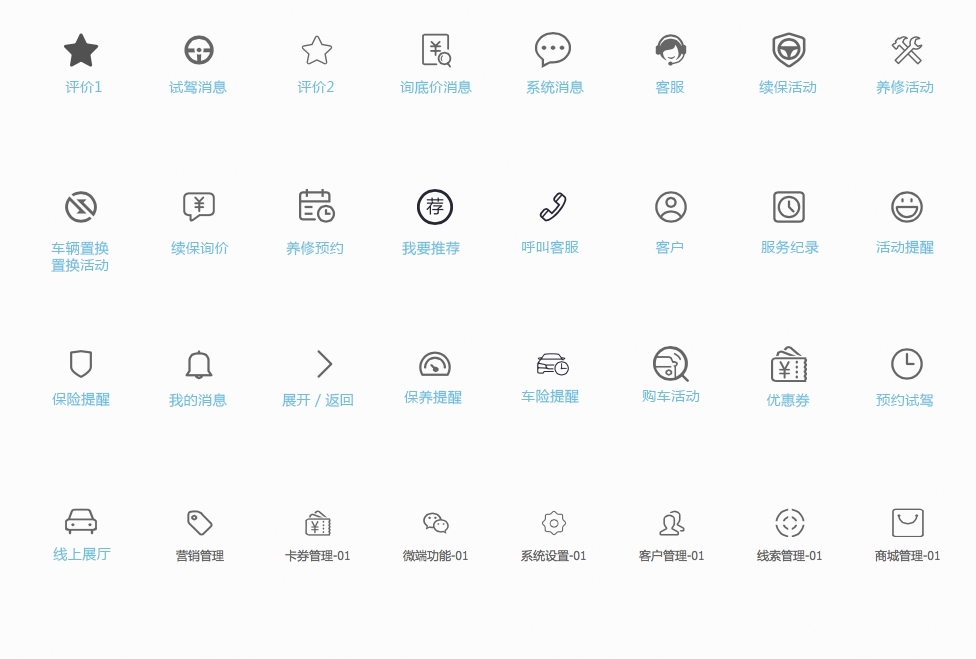 评价1
试驾消息
评价2
询底价消息
系统消息
客服
续保活动
养修活动
荐
车辆置换
置换活动
续保询价
养修预约
我要推荐
呼叫客服
客户
服务纪录
活动提醒
保险提醒
我的消息
展开 / 返回
保养提醒
车险提醒
购车活动
优惠券
预约试驾
线上展厅
营销管理
卡券管理-01
微端功能-01
系统设置-01
客户管理-01
线索管理-01
商城管理-01